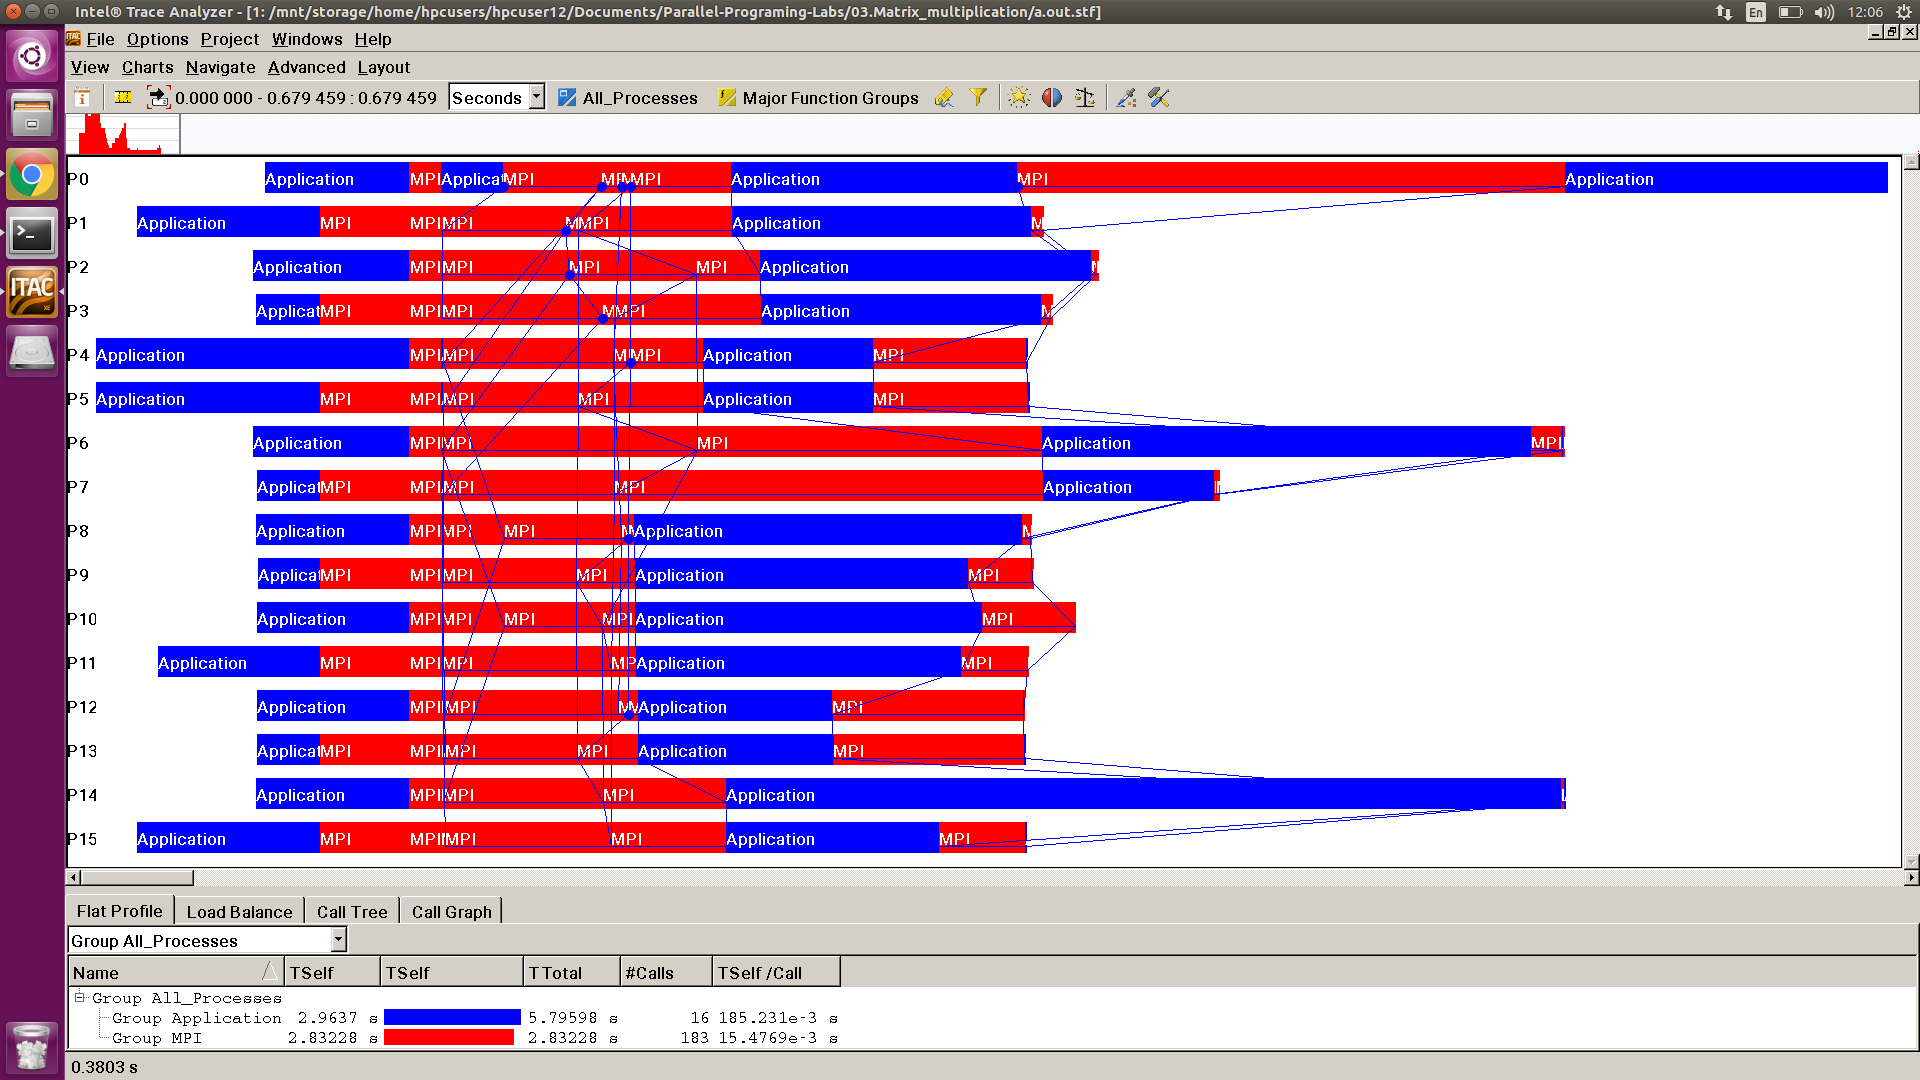 Intel® Trace Analyzer - [1: /mnt/storage/home/hpcusers/hpcuser12/Documents/Parallel-Programing-Labs/03.Matrix_multiplication/a.out.stf] En 12:06
File Options Project Windows Help
View Charts Navigate Advanced Layout
0.000 000 - 0.679 459 : 0.679 459 Seconds All_Processes Major Function Groups
P0 Application MPI Applicat MPI MPI Application MPI Application
P1 Application MPI MPI MPI MPI Application
P2 Application MPI MPI MPI MPI Application
P3 Applicat MPI MPI MPI MPI Application
P4 Application MPI MPI MPI Application MPI
P5 Application MPI MPI MPI MPI Application MPI
P6 Application MPI MPI MPI Application MPI
P7 Applicat MPI MPI MPI MPI Application
P8 Application MPI MPI MPI Application
P9 Applicat MPI MPI MPI MPI Application MPI
P10 Application MPI MPI MPI MPI Application MPI
P11 Application MPI MPI MPI MP Application MPI
P12 Application MPI MPI Application MPI
P13 Applicat MPI MPI MPI MPI Application MPI
P14 Application MPI MPI MPI Application
P15 Application MPI MPI MPI MPI Application MPI
Flat Profile Load Balance Call Tree Call Graph
Group All_Processes
Name TSelf TSelf TTotal #Calls TSelf /Call
Group All_Processes
Group Application 2.9637 s 5.79598 s 16 185.231e-3 s
Group MPI 2.83228 s 2.83228 s 183 15.4769e-3 s
0.3803 s